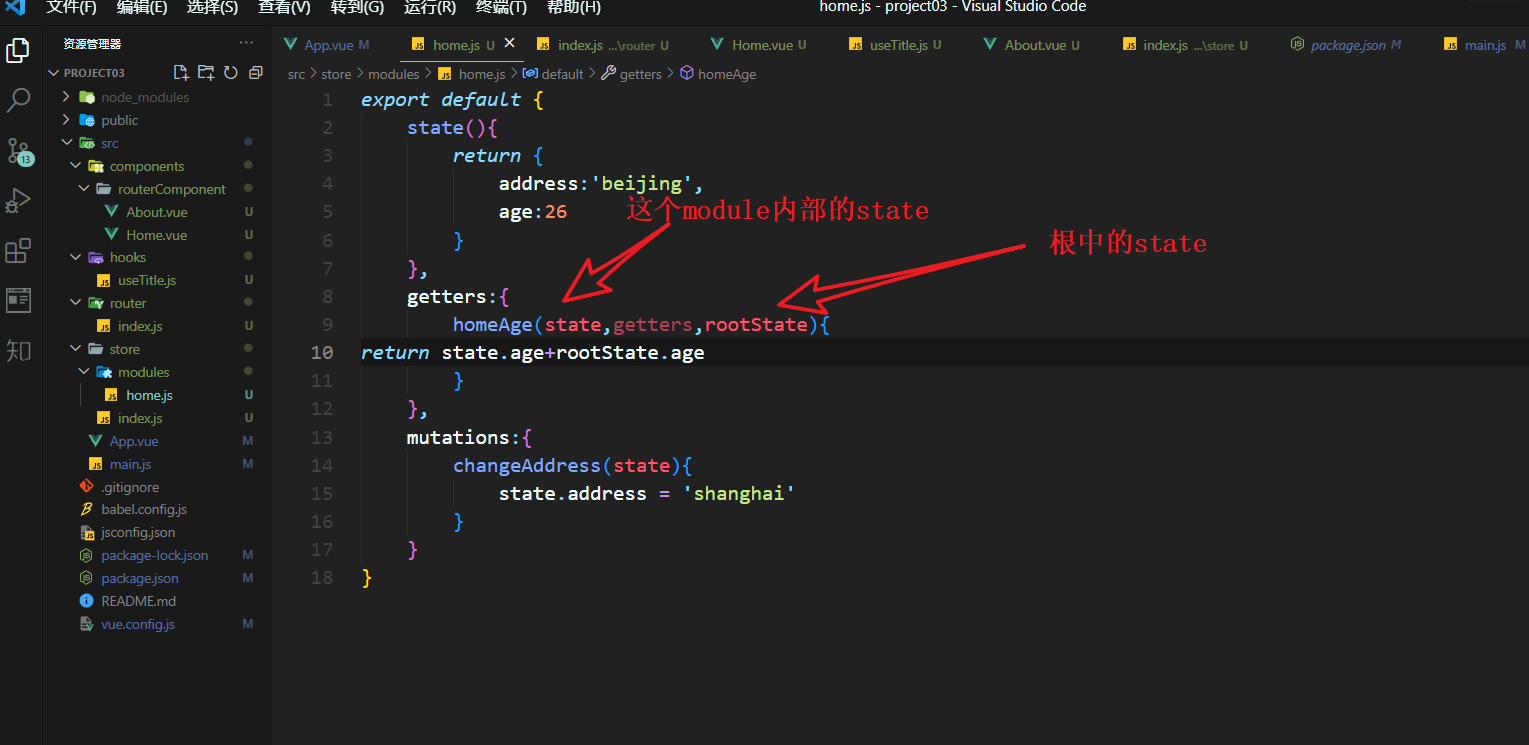 文件(F) 编辑(E) 选择(S) 查看(V) 转到(G) 运行(R) 终端(T) 帮助(H) home.js - project03 - Visual Studio Code
资源管理器 ···
App.vue M
home.js U
index.js ...\router U
Home.vue U
useTitle.js U
About.vue U
index.js ...\store U
package.json M
main.js M
PROJECT03
src > store > modules > home.js > default > getters > homeAge
node_modules
public
src
components
routerComponent
About.vue U
Home.vue U
hooks
useTitle.js U
router
index.js U
store
modules
home.js U
index.js U
App.vue M
main.js M
.gitignore
babel.config.js
jsconfig.json
package-lock.json M
package.json M
README.md
vue.config.js M
13
知
1 export default {
2 state(){
3 return {
4 address:'beijing',
5 age:26
6 }
7 },
8 getters:{
9 homeAge(state,getters,rootState){
10 return state.age+rootState.age
11 }
12 },
13 mutations:{
14 changeAddress(state){
15 state.address = 'shanghai'
16 }
17 }
18 }
这个module内部的state
根中的state